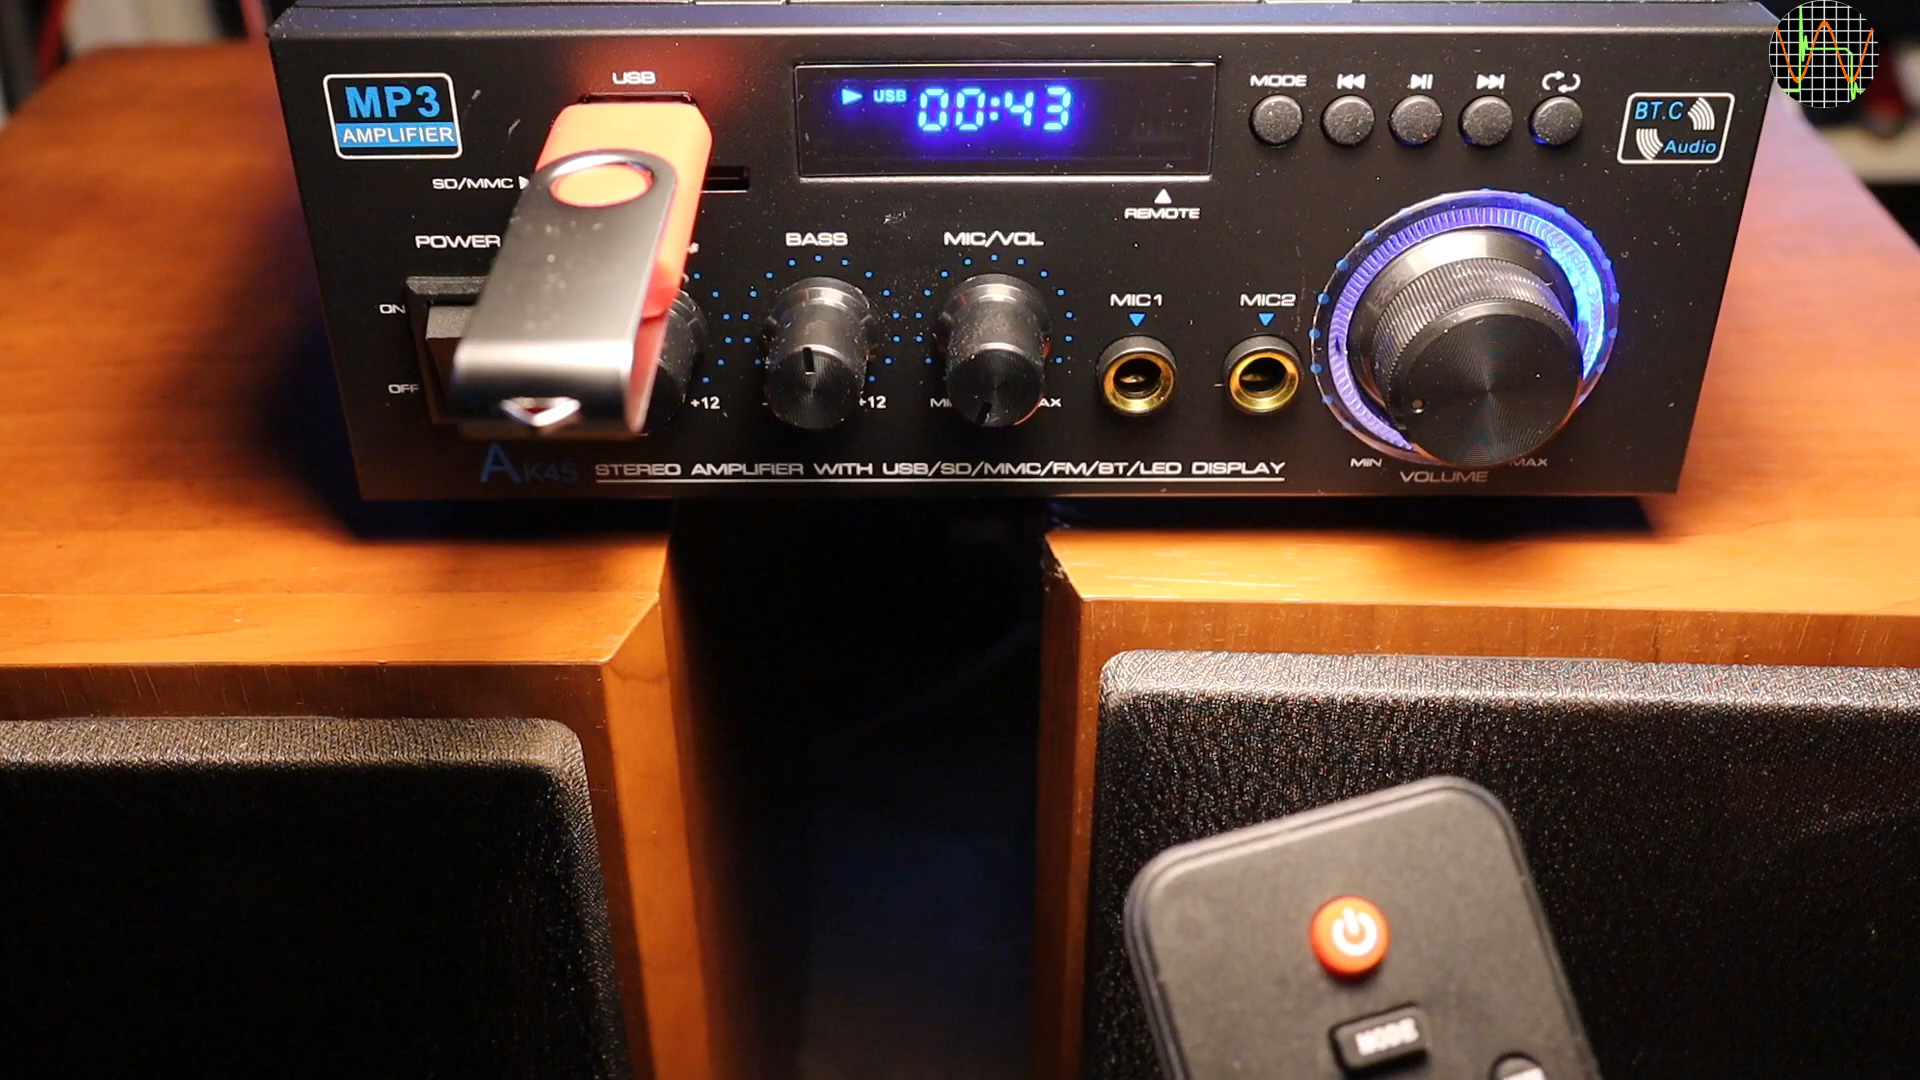 MP3
AMPLIFIER
USB
USB 00:43
MODE
BT.C
Audio
SD/MMC
REMOTE
POWER
BASS
MIC/VOL
ON
MIC1
MIC2
OFF
+12
+12
MIN
MAX
VOLUME
AK45
STEREO AMPLIFIER WITH USB/SD/MMC/FM/BT/LED DISPLAY
MODE